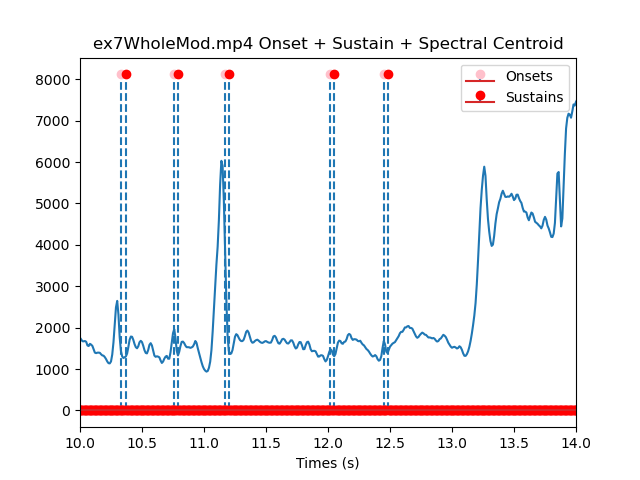 ex7WholeMod.mp4 Onset + Sustain + Spectral Centroid
Onsets
Sustains
8000
7000
6000
5000
4000
3000
2000
1000
0
10.0 10.5 11.0 11.5 12.0 12.5 13.0 13.5 14.0
Times (s)